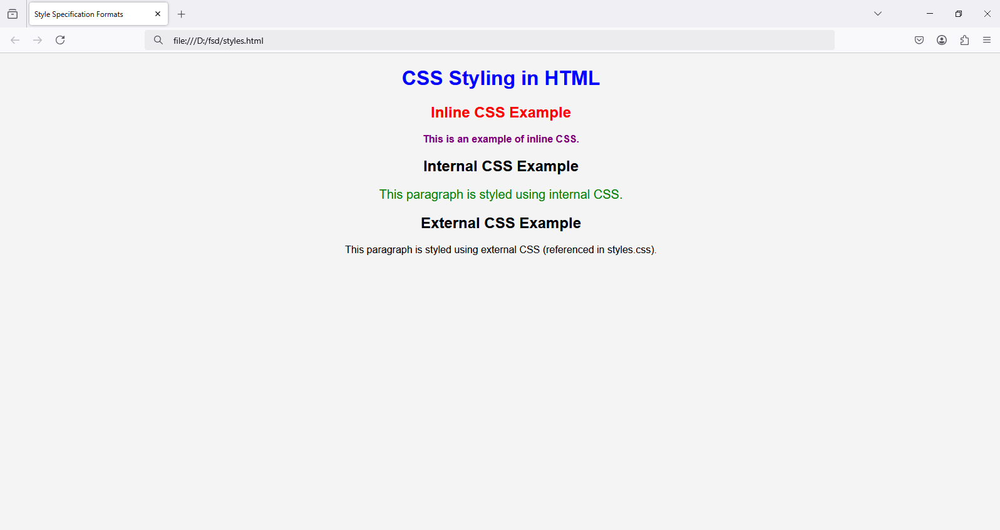 Style Specification Formats
file:///D:/fsd/styles.html
CSS Styling in HTML
Inline CSS Example
This is an example of inline CSS.
Internal CSS Example
This paragraph is styled using internal CSS.
External CSS Example
This paragraph is styled using external CSS (referenced in styles.css).